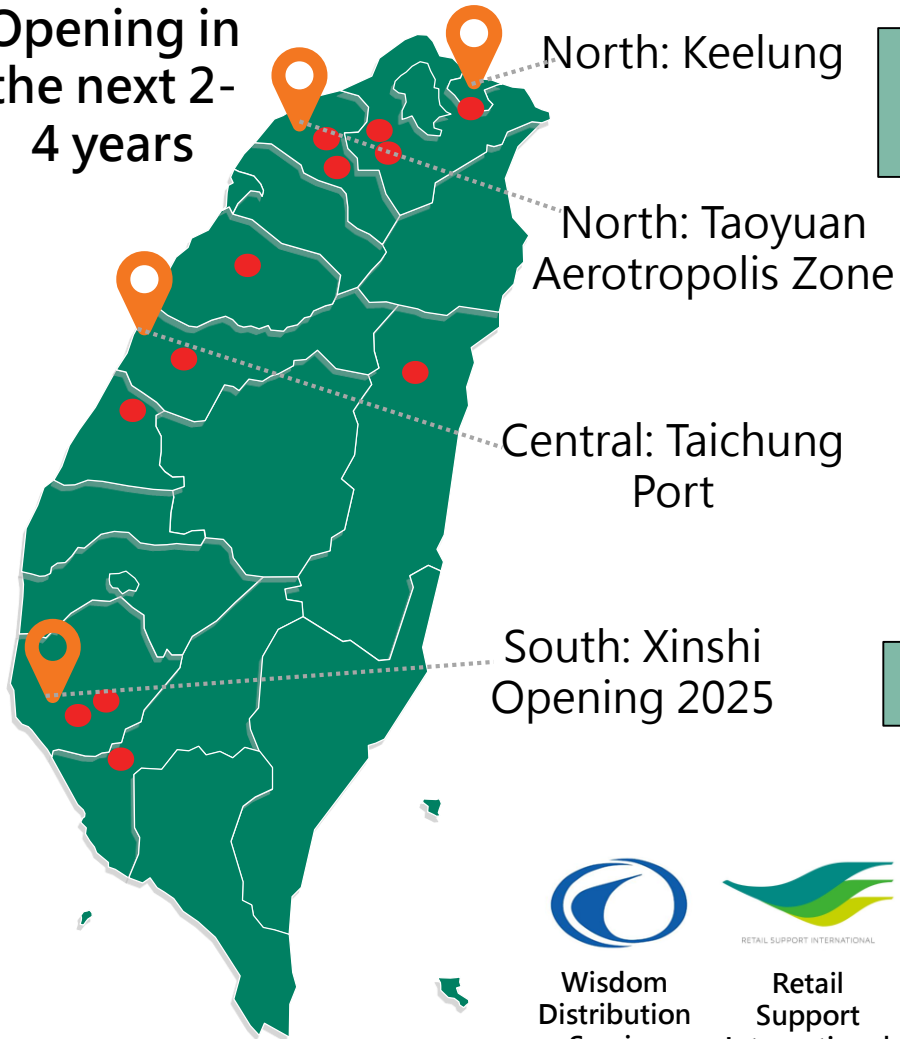 Opening in
the next 2-
4 years
North: Keelung
North: Taoyuan
Aerotropolis Zone
Central: Taichung
Port
South: Xinshi
Opening 2025
RETAIL SUPPORT INTERNATIONAL
Wisdom
Distribution
Retail
Support